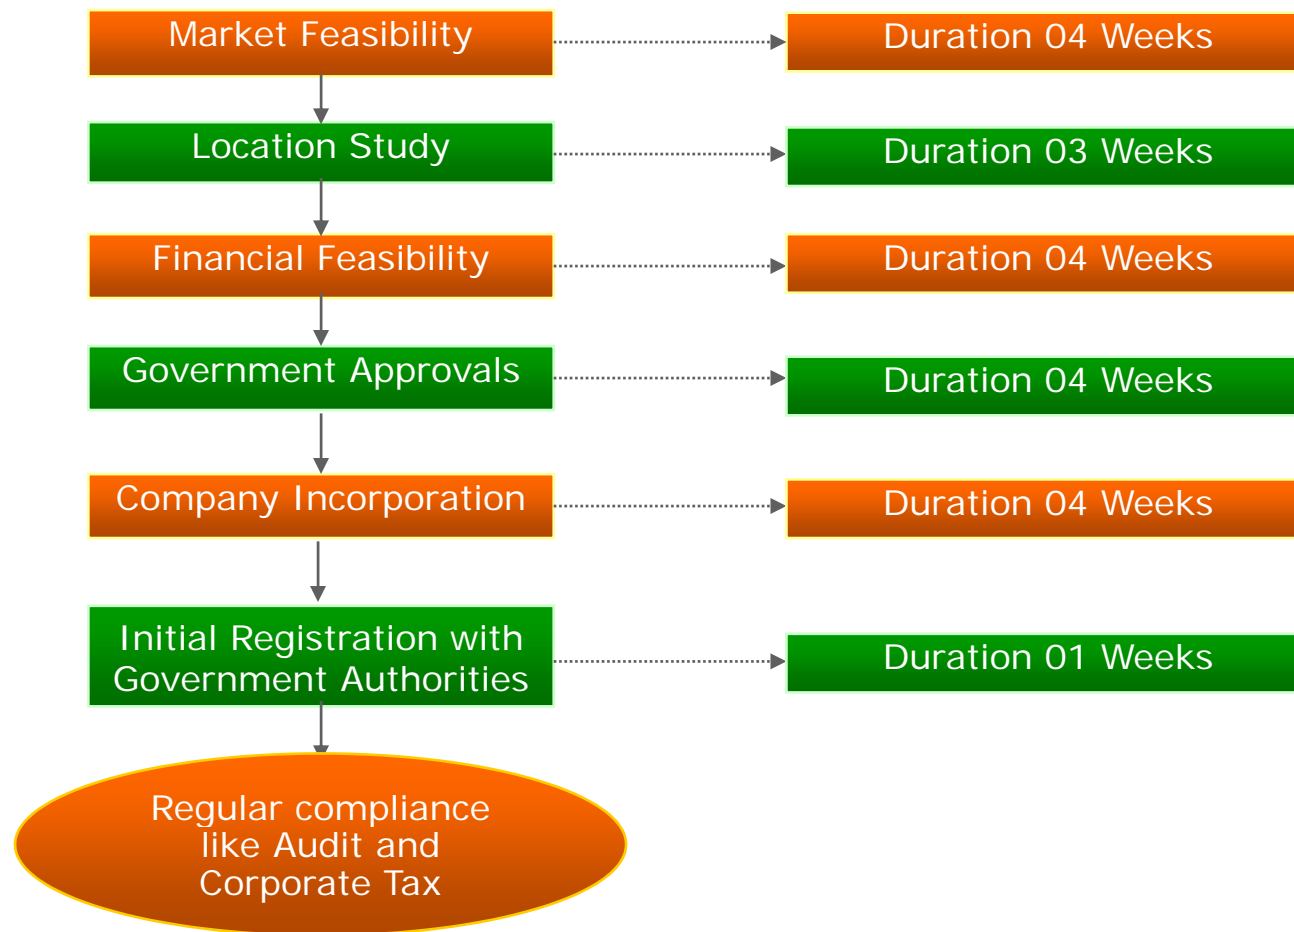 Market Feasibility
Duration 04 Weeks
Location Study
Duration 03 Weeks
Financial Feasibility
Duration 04 Weeks
Government Approvals
Duration 04 Weeks
Company Incorporation
Duration 04 Weeks
Initial Registration with
Government Authorities
Duration 01 Weeks
Regular compliance
like Audit and
Corporate Tax